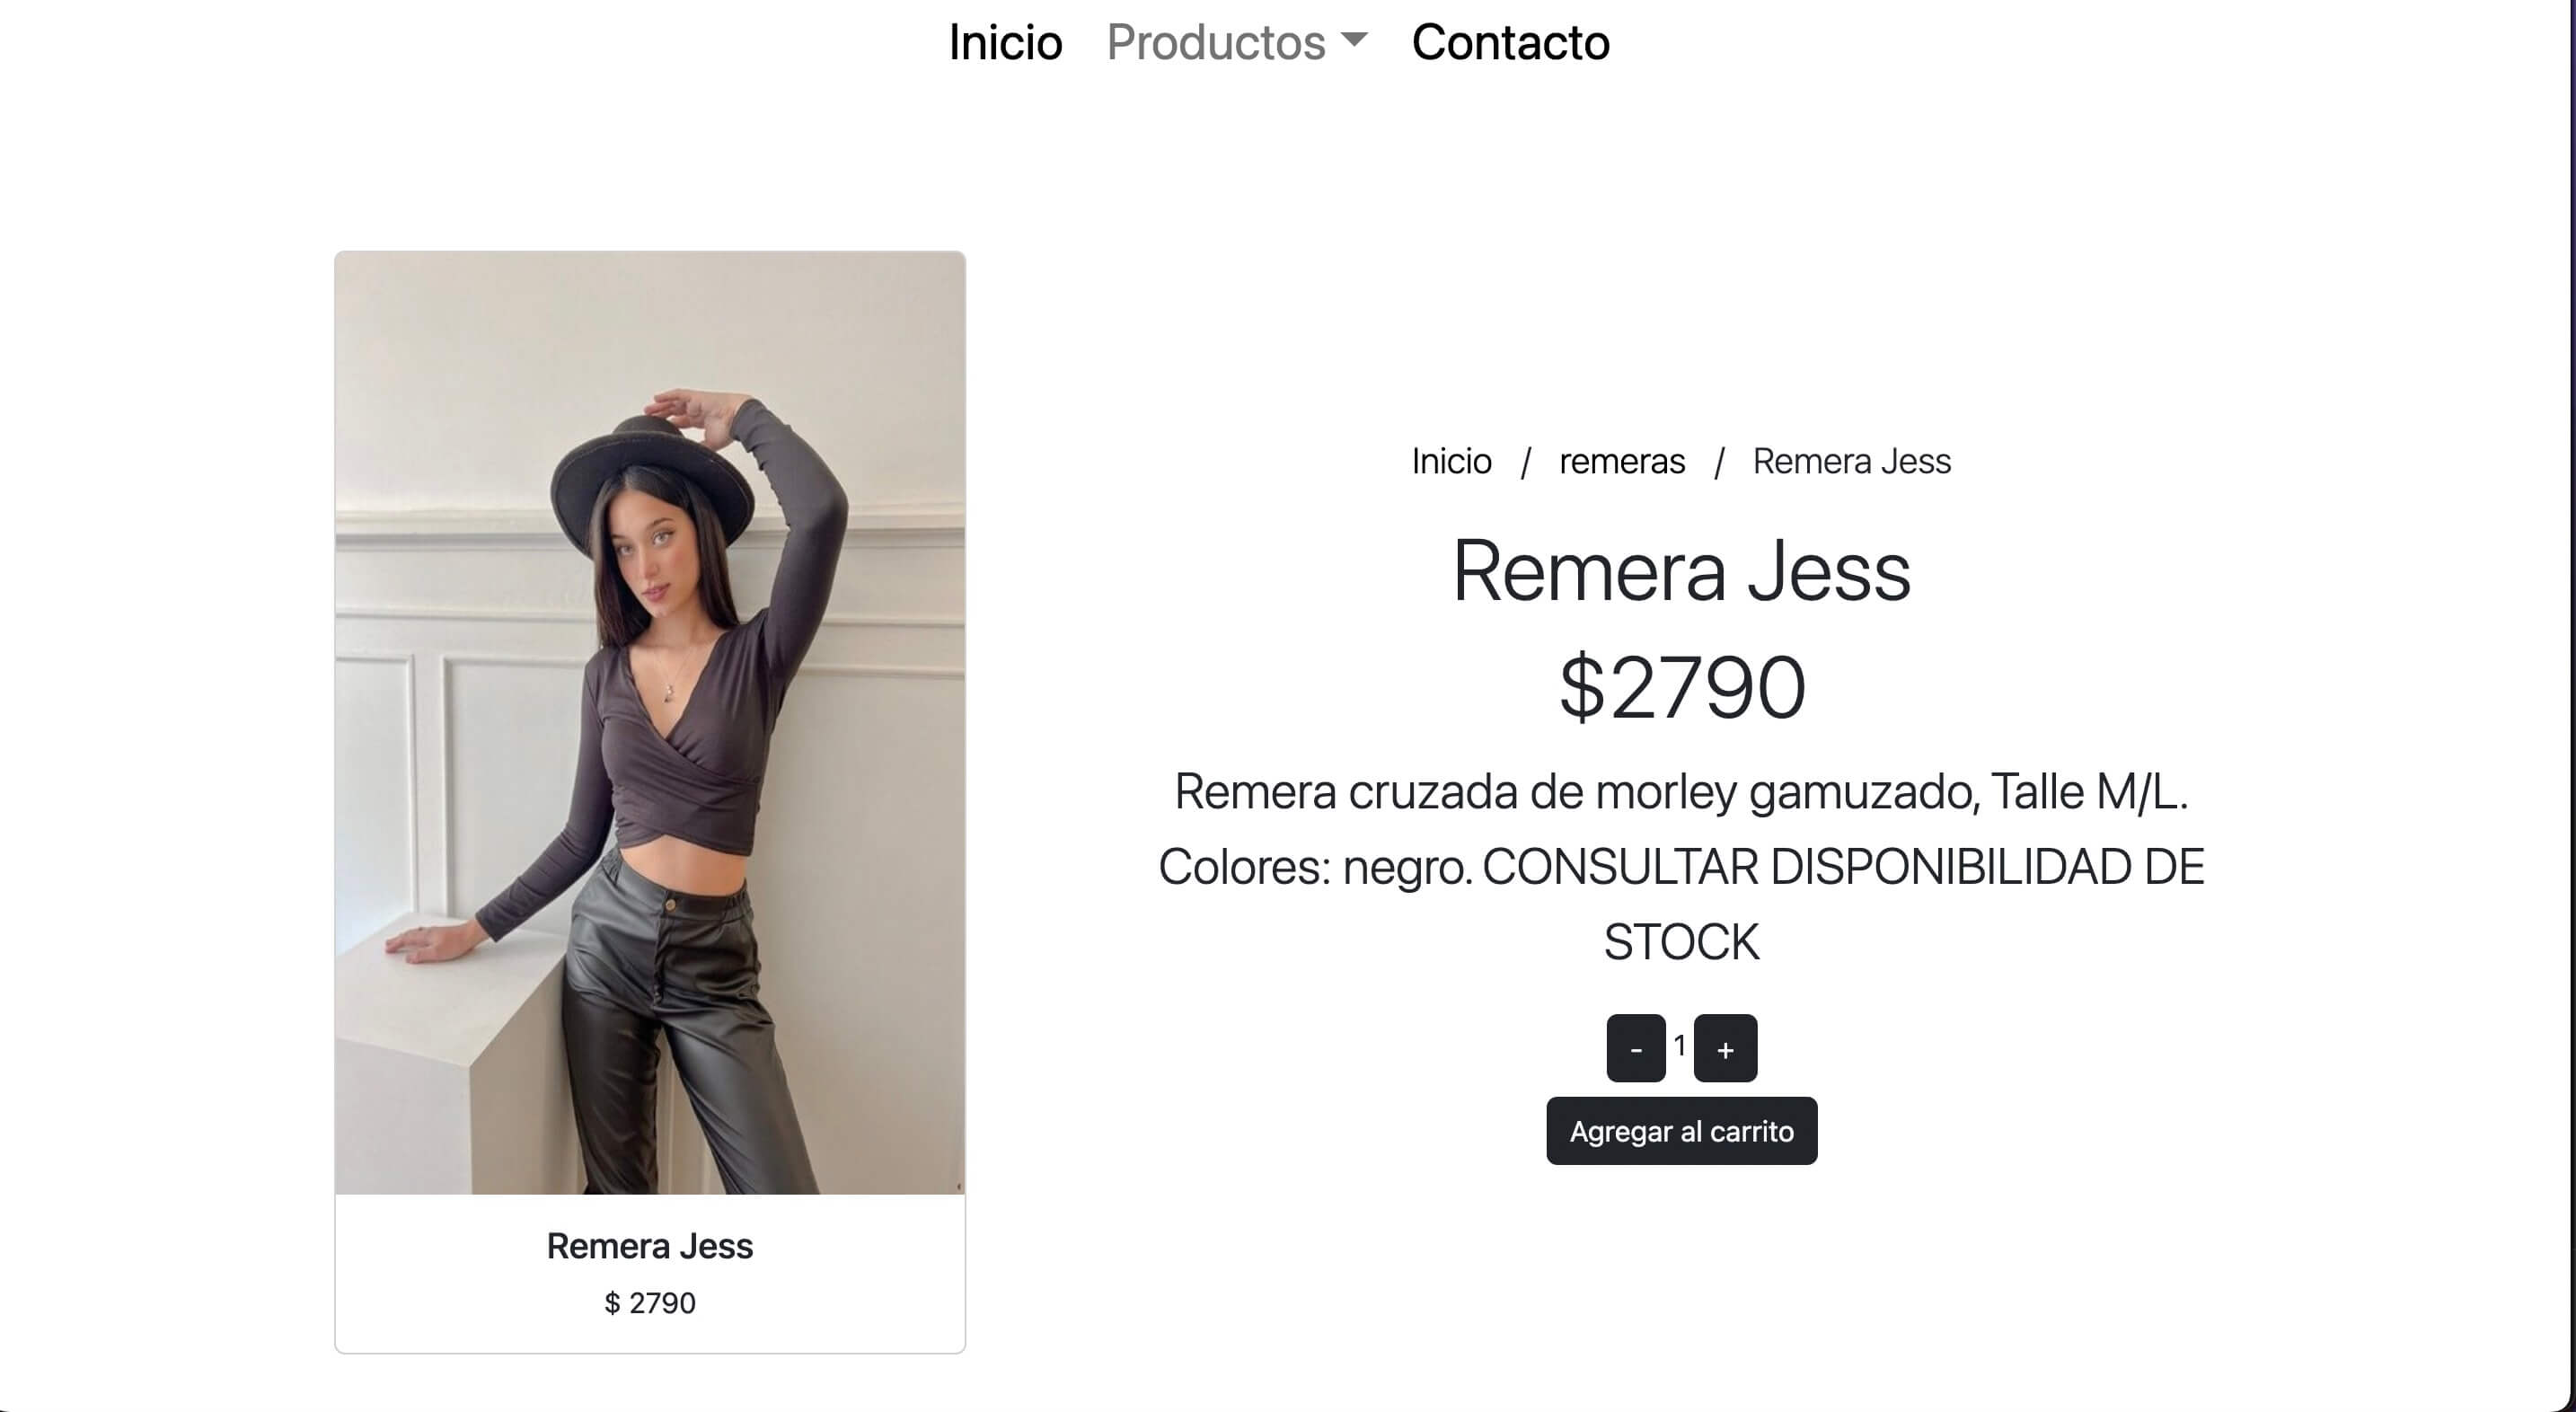 Inicio Productos Contacto
Inicio / remeras / Remera Jess
Remera Jess
$2790
Remera cruzada de morley gamuzado, Talle M/L.
Colores: negro. CONSULTAR DISPONIBILIDAD DE
STOCK
- 1 +
Agregar al carrito
Remera Jess
$ 2790